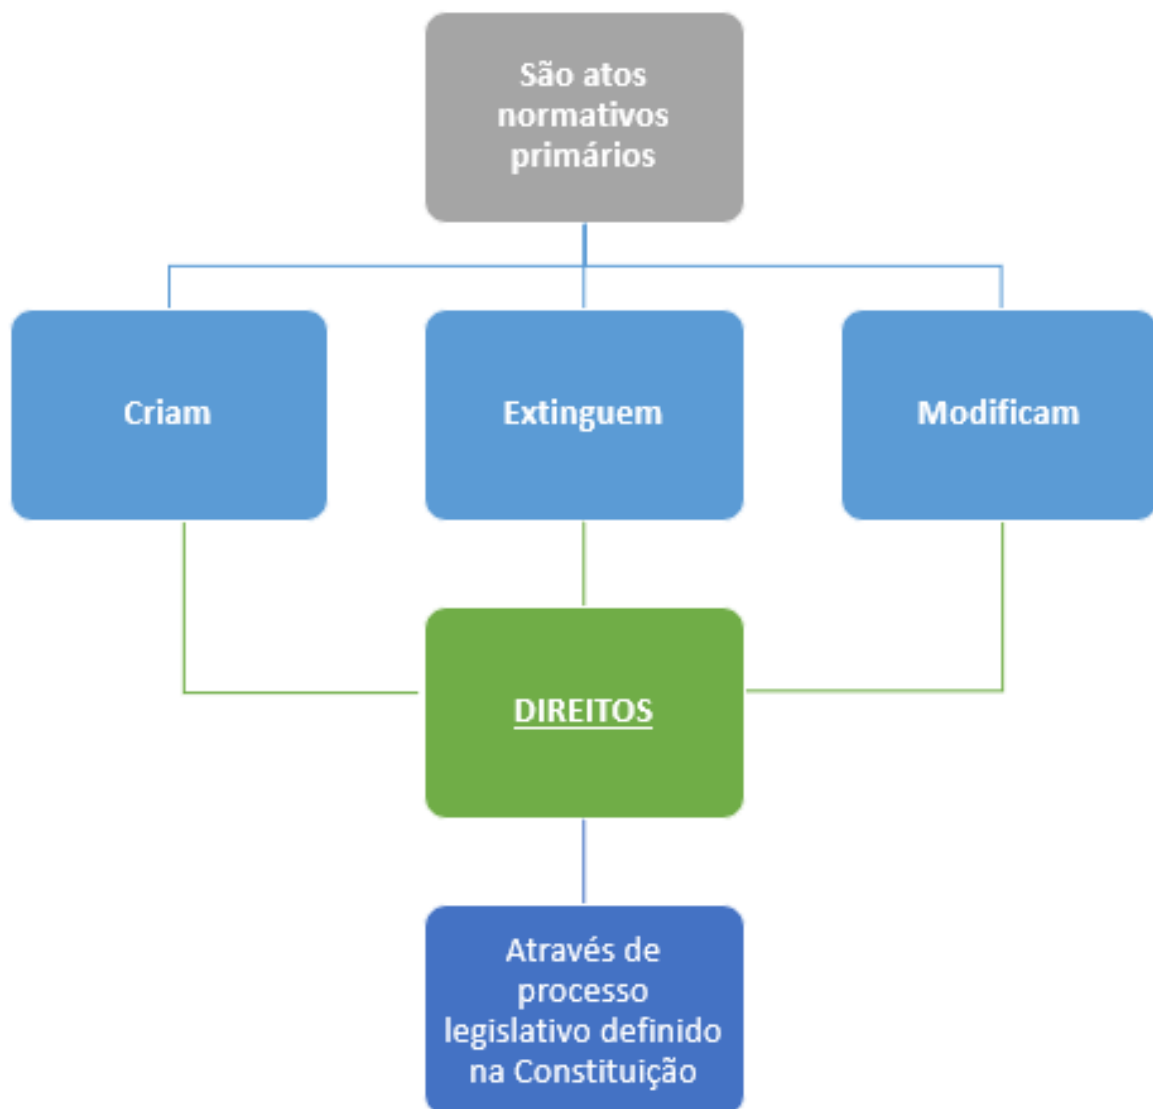 São atos
normativos
primários
Criam
Extinguem
Modificam
DIREITOS
Através de
processo
legislativo definido
na Constituição